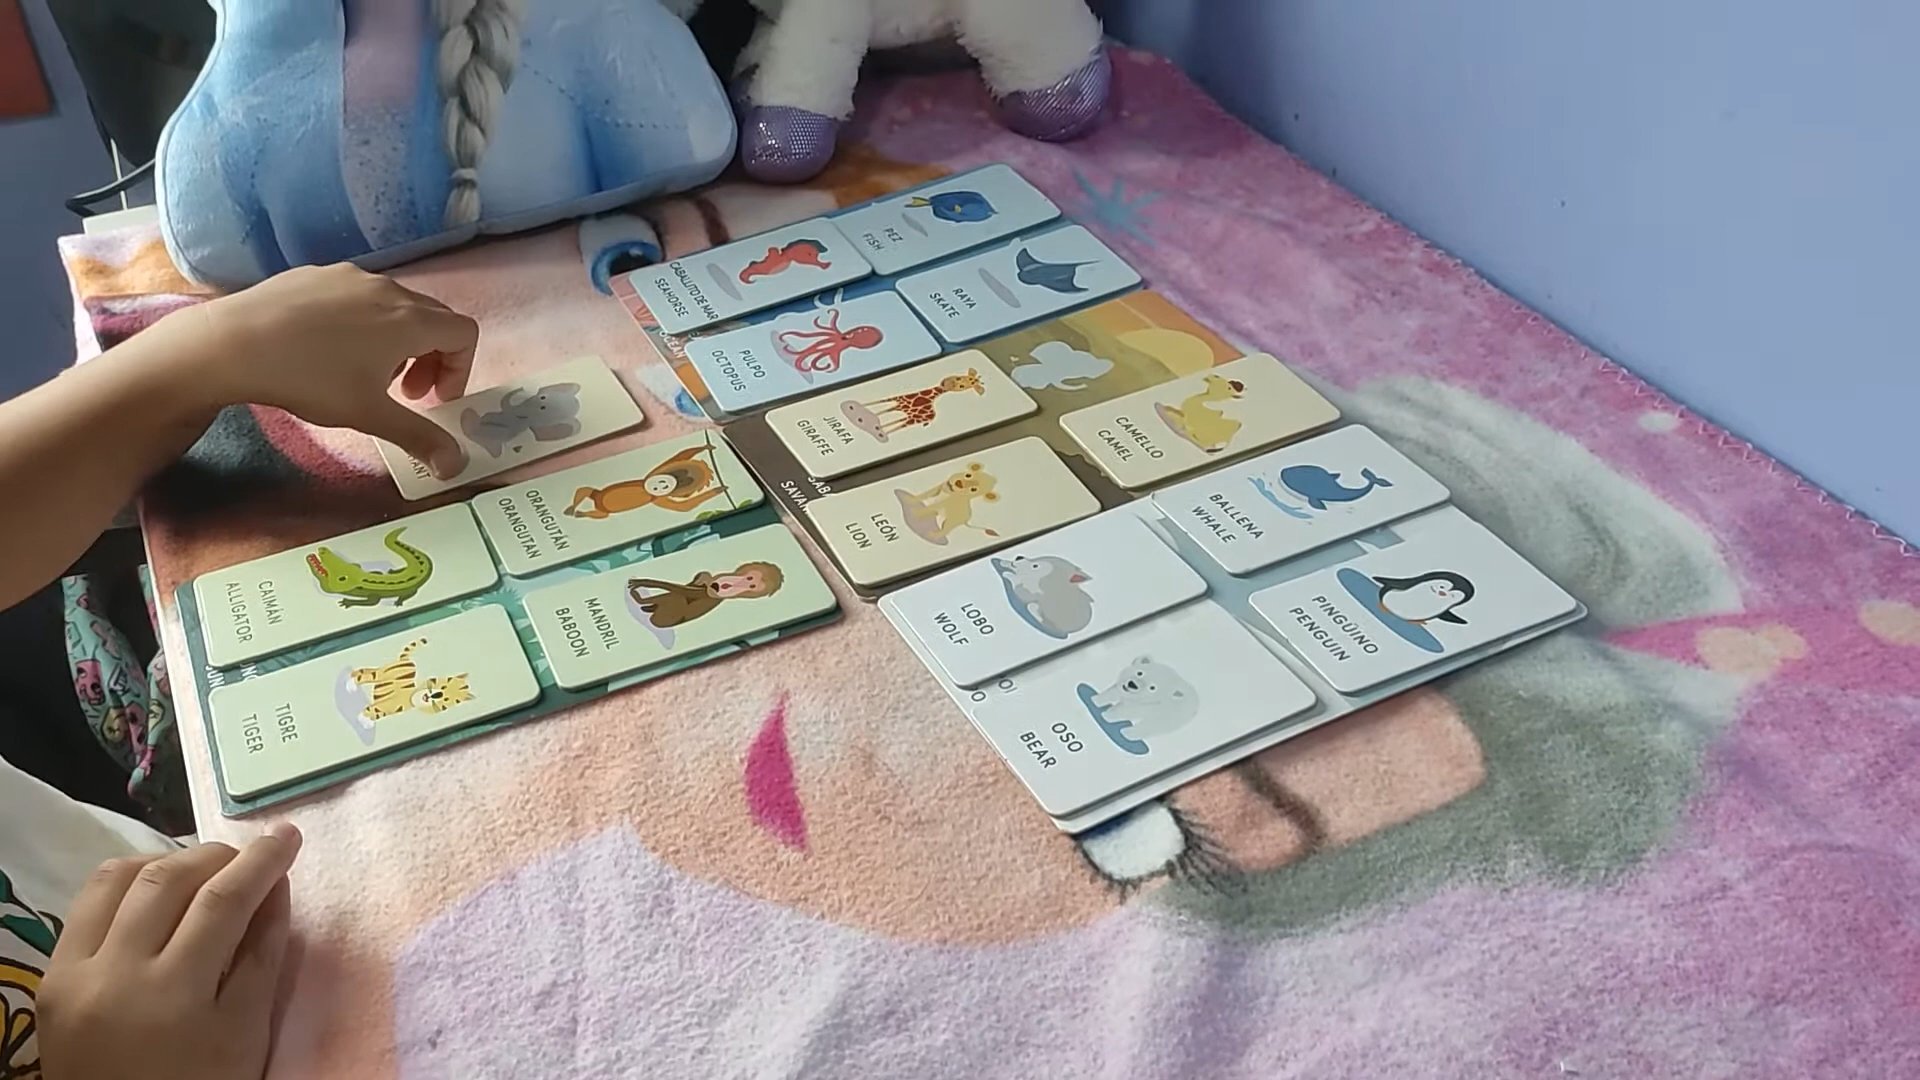 PEZ
FISH
CABALLITO DE MAR
SEAHORSE
RAYA
SKATE
PULPO
OCTOPUS
OCEAN
JIRAFA
GIRAFFE
CAMELLO
CAMEL
LEÓN
LION
ORANGUTÁN
ORANGUTAN
CAIMÁN
ALLIGATOR
MANDRIL
BABOON
TIGRE
TIGER
BALLENA
WHALE
PINGÜINO
PENGUIN
LOBO
WOLF
OSO
BEAR